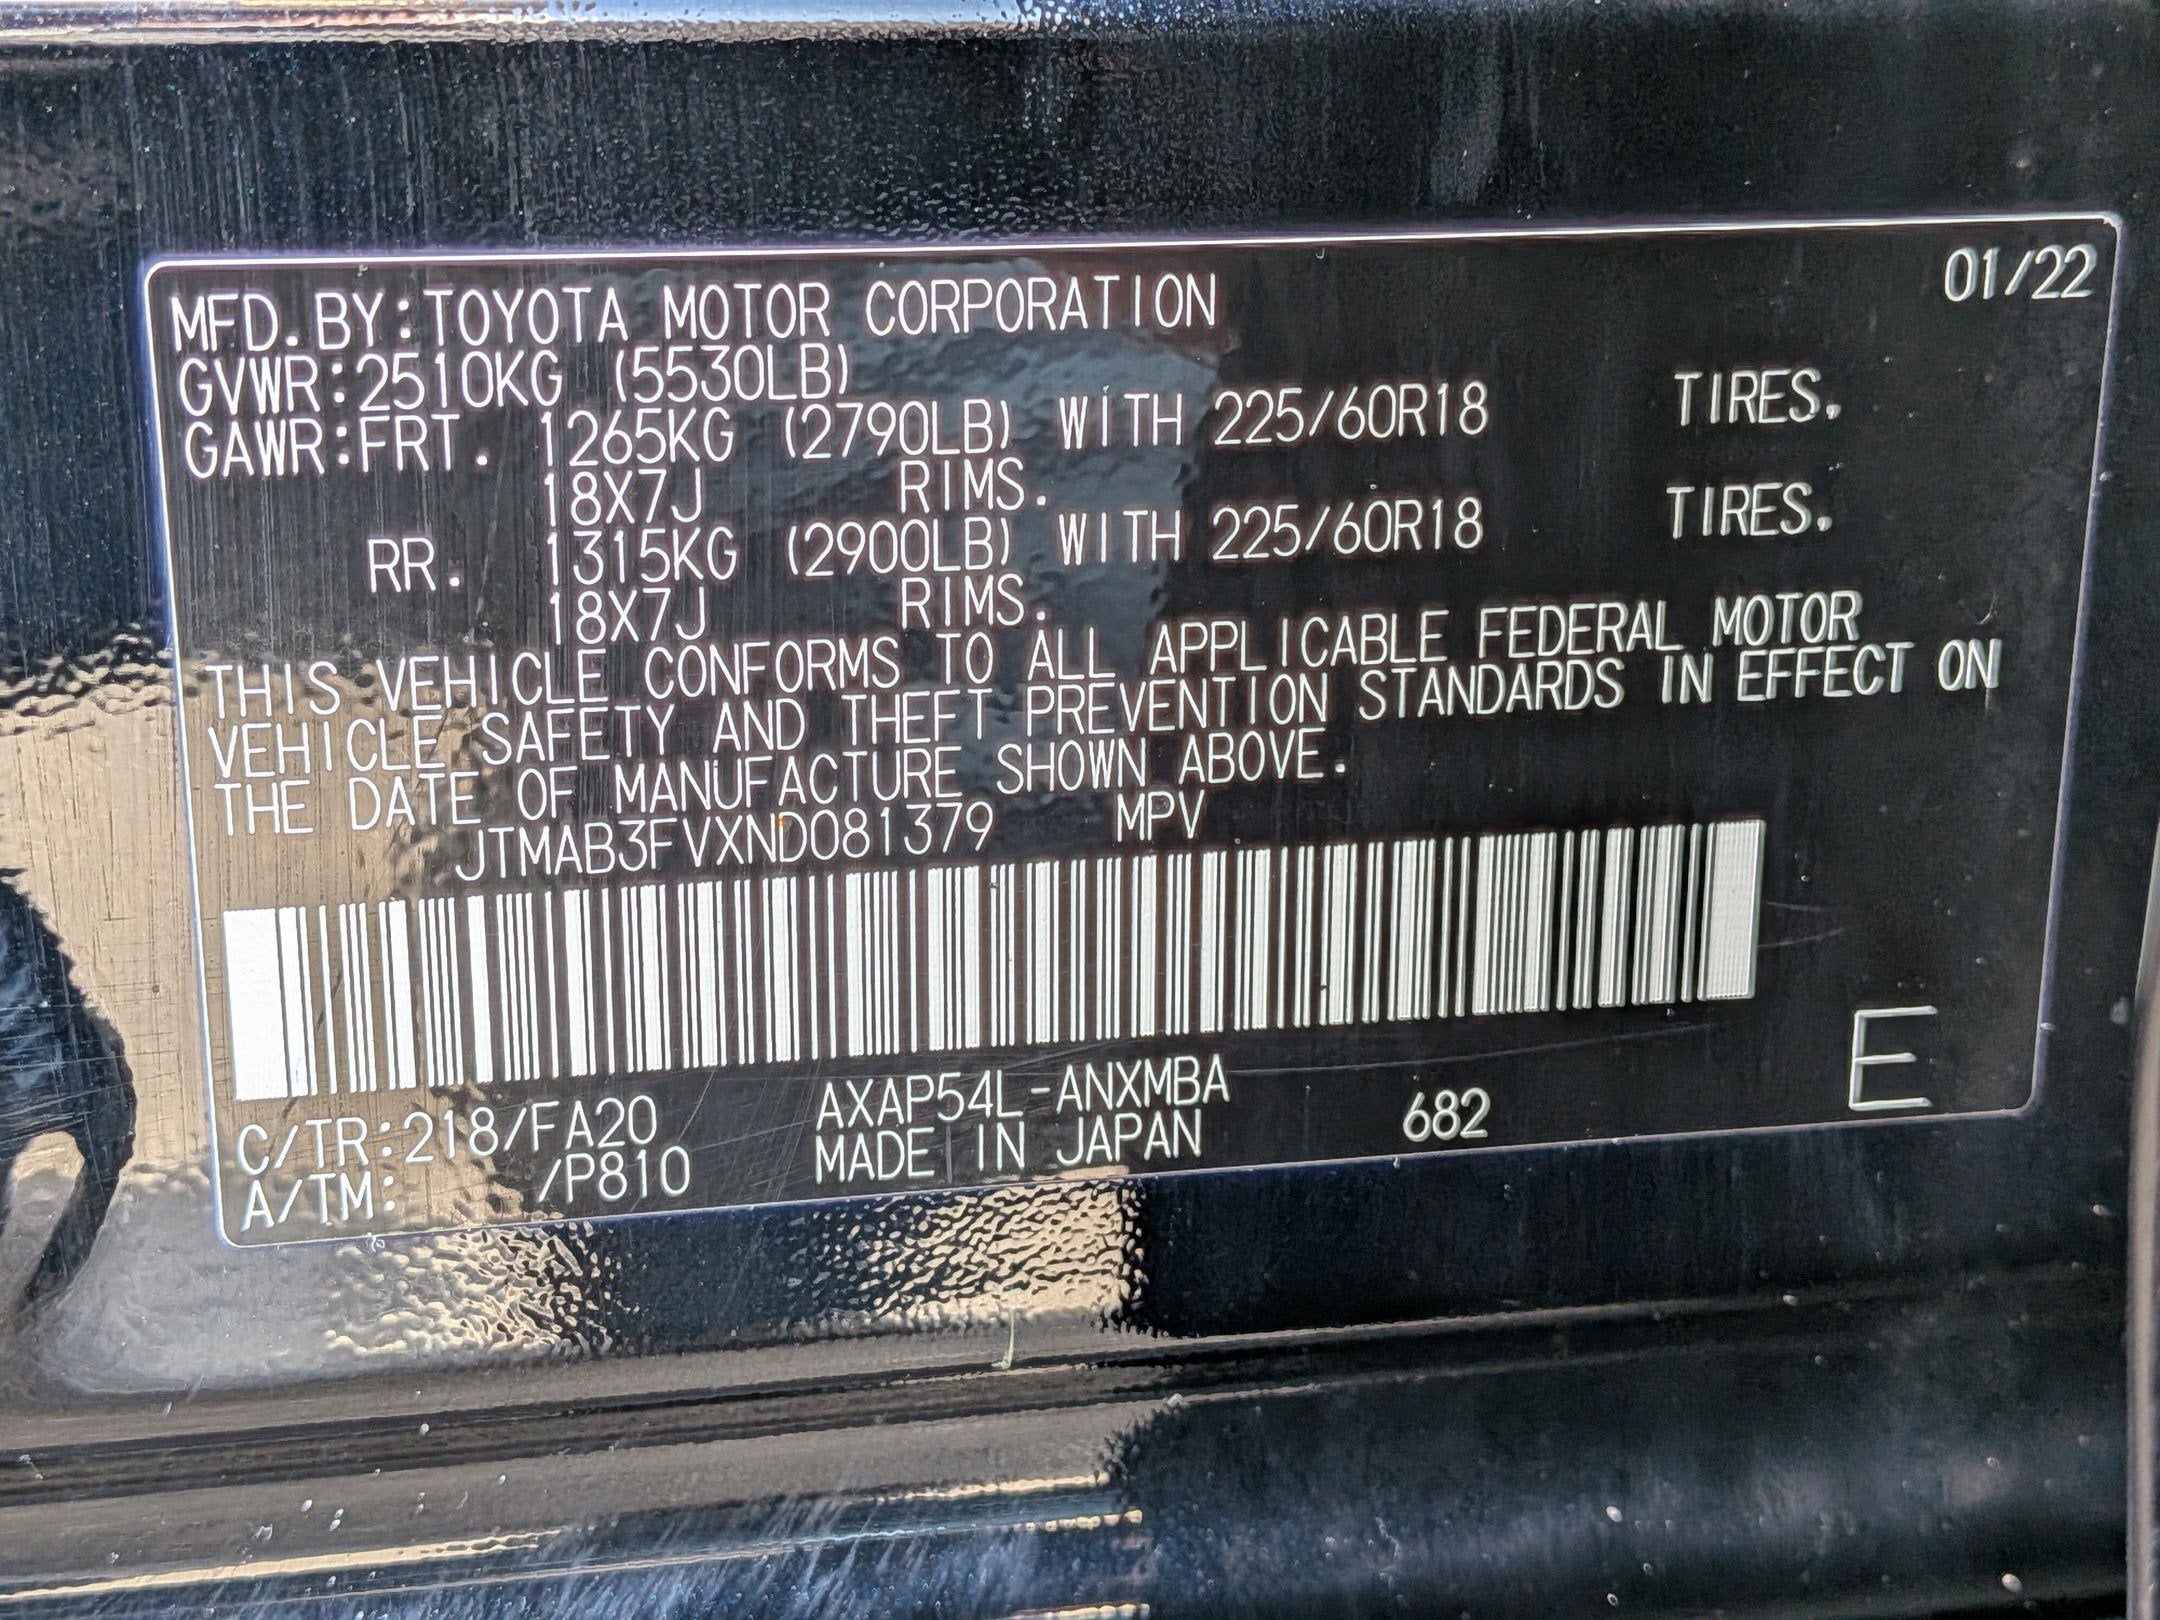 01/22
MFD.BY:TOYOTA MOTOR CORPORATION
GVWR:2510KG (5530LB)
GAWR:FRT. 1265KG (2790LB) WITH 225/60R18 TIRES.
18X7J RIMS.
RR. 1315KG (2900LB) WITH 225/60R18 TIRES.
18X7J RIMS.
THIS VEHICLE CONFORMS TO ALL APPLICABLE FEDERAL MOTOR
VEHICLE SAFETY AND THEFT PREVENTION STANDARDS IN EFFECT ON
THE DATE OF MANUFACTURE SHOWN ABOVE.
JTMAB3FVXND081379 MPV
C/TR:218/FA20 AXAP54L-ANXMBA 682 E
A/TM: /P810 MADE IN JAPAN